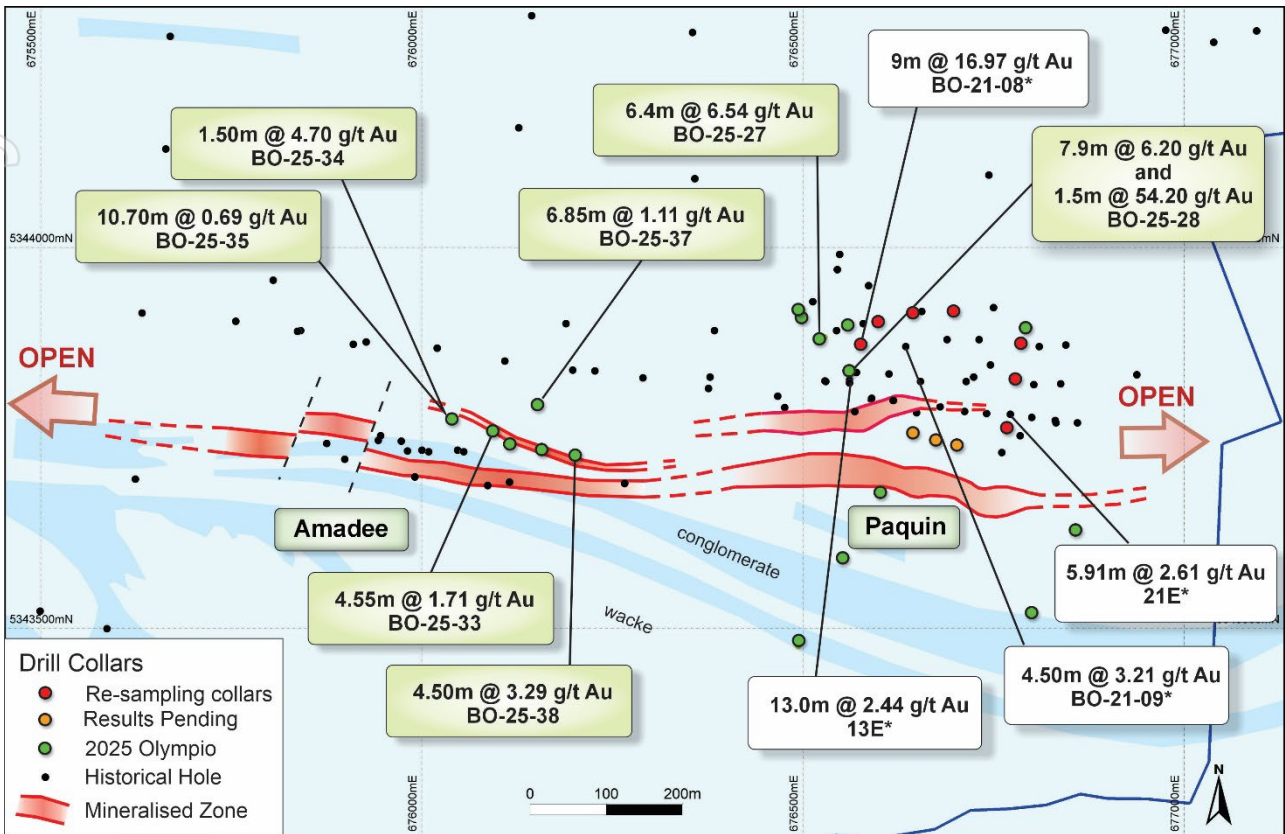 675500mE
676000mE
676500mE
677000mE
9m @ 16.97 g/t Au
BO-21-08*
6.4m @ 6.54 g/t Au
BO-25-27
1.50m @ 4.70 g/t Au
BO-25-34
7.9m @ 6.20 g/t Au
and
1.5m @ 54.20 g/t Au
BO-25-28
10.70m @ 0.69 g/t Au
BO-25-35
6.85m @ 1.11 g/t Au
BO-25-37
5344000mN
mN
OPEN
OPEN
Amadee
Paquin
conglomerate
wacke
4.55m @ 1.71 g/t Au
BO-25-33
5.91m @ 2.61 g/t Au
21E*
5343500mN
4.50m @ 3.29 g/t Au
BO-25-38
13.0m @ 2.44 g/t Au
13E*
4.50m @ 3.21 g/t Au
BO-21-09*
Drill Collars
Re-sampling collars
Results Pending
2025 Olympio
Historical Hole
Mineralised Zone
0 100m 200m
N
676000mE
676500mE
677000mE